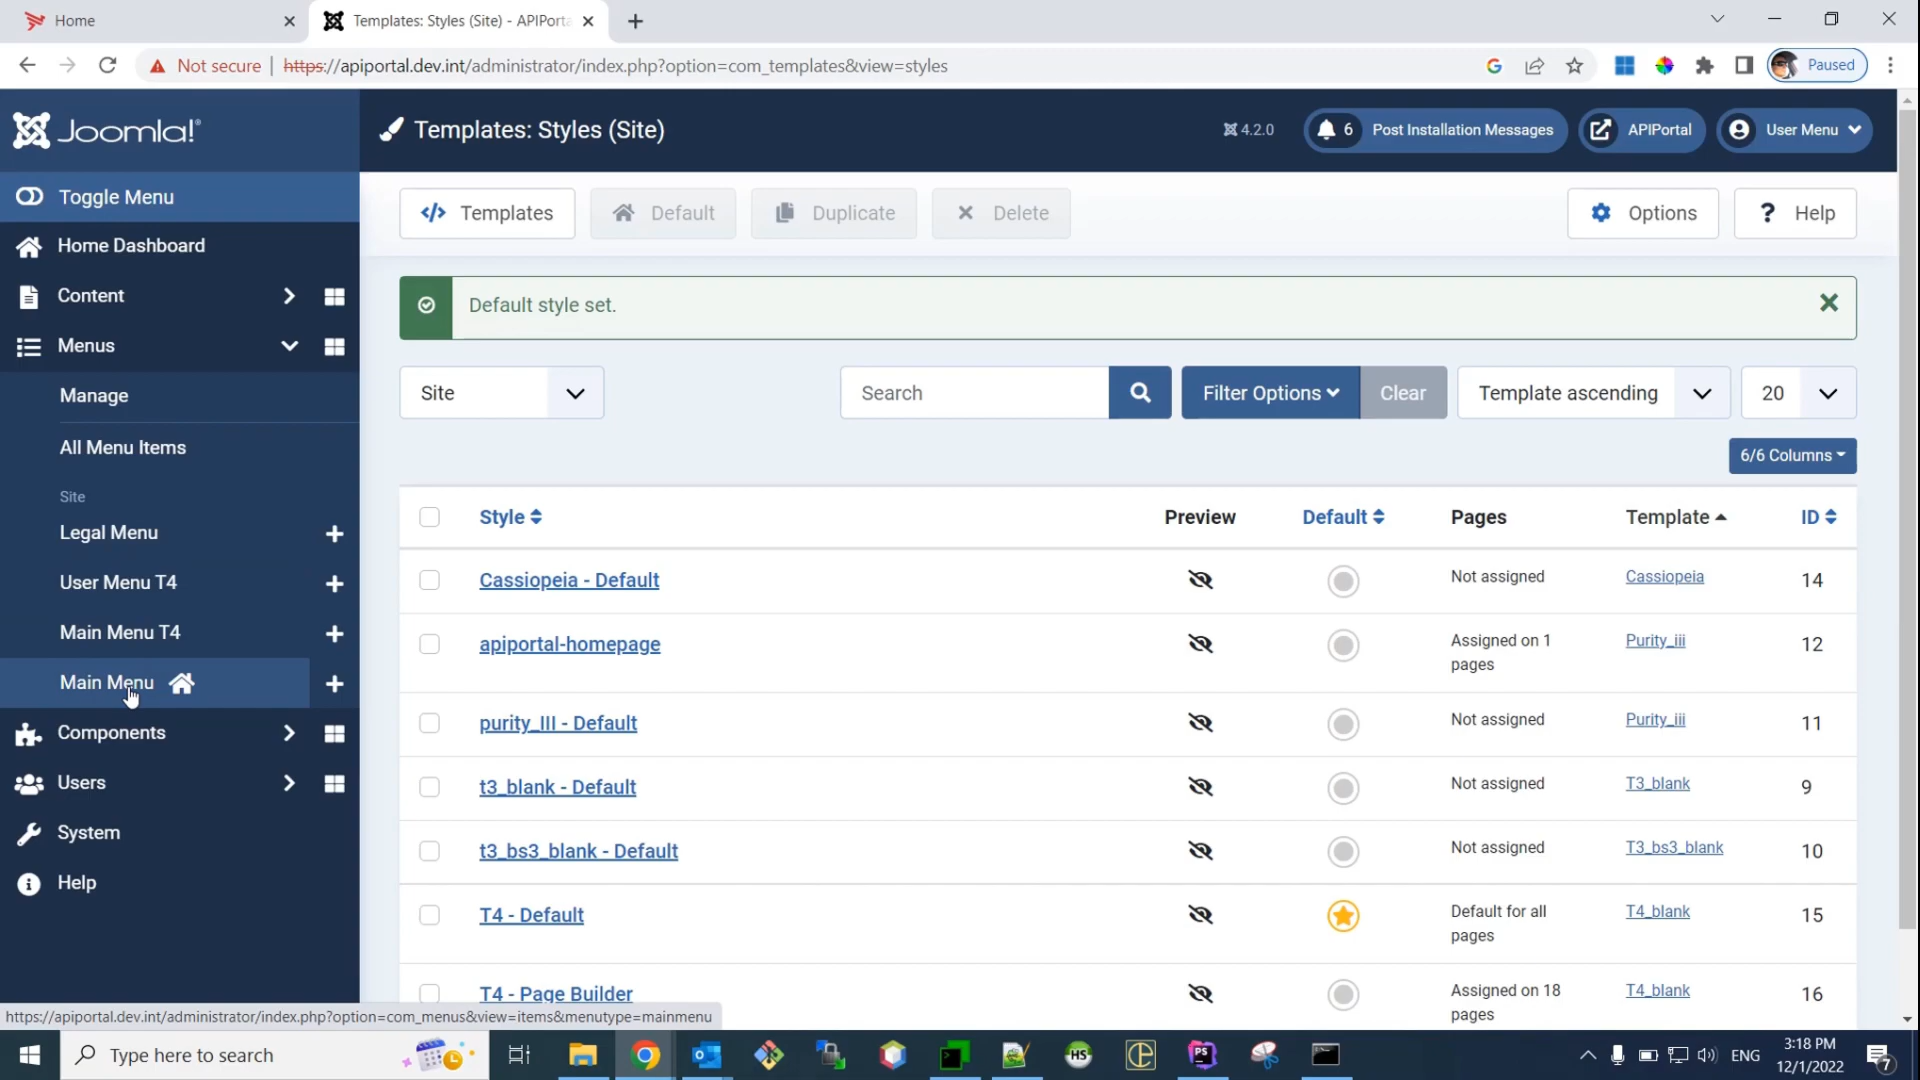 Home
Templates: Styles (Site) - APIPorta
Not secure
https://apiportal.dev.int/administrator/index.php?option=com_templates&view=styles
Paused
Joomla!®
Templates: Styles (Site)
4.2.0
6
Post Installation Messages
APIPortal
User Menu
Toggle Menu
Home Dashboard
Content
Menus
Manage
All Menu Items
Site
Legal Menu
User Menu T4
Main Menu T4
Main Menu
Components
Users
System
Help
Templates
Default
Duplicate
Delete
Options
? Help
Default style set.
Site
Search
Filter Options
Clear
Template ascending
20
6/6 Columns
Style Preview Default Pages Template ID
Cassiopeia - Default Not assigned Cassiopeia 14
apiportal-homepage Assigned on 1 pages Purity_iii 12
purity_III - Default Not assigned Purity_iii 11
t3_blank - Default Not assigned T3_blank 9
t3_bs3_blank - Default Not assigned T3_bs3_blank 10
T4 - Default Default for all pages T4_blank 15
T4 - Page Builder Assigned on 18 pages T4_blank 16
https://apiportal.dev.int/administrator/index.php?option=com_menus&view=items&menutype=mainmenu
Type here to search
HS
PS
ENG
3:18 PM
12/1/2022
7